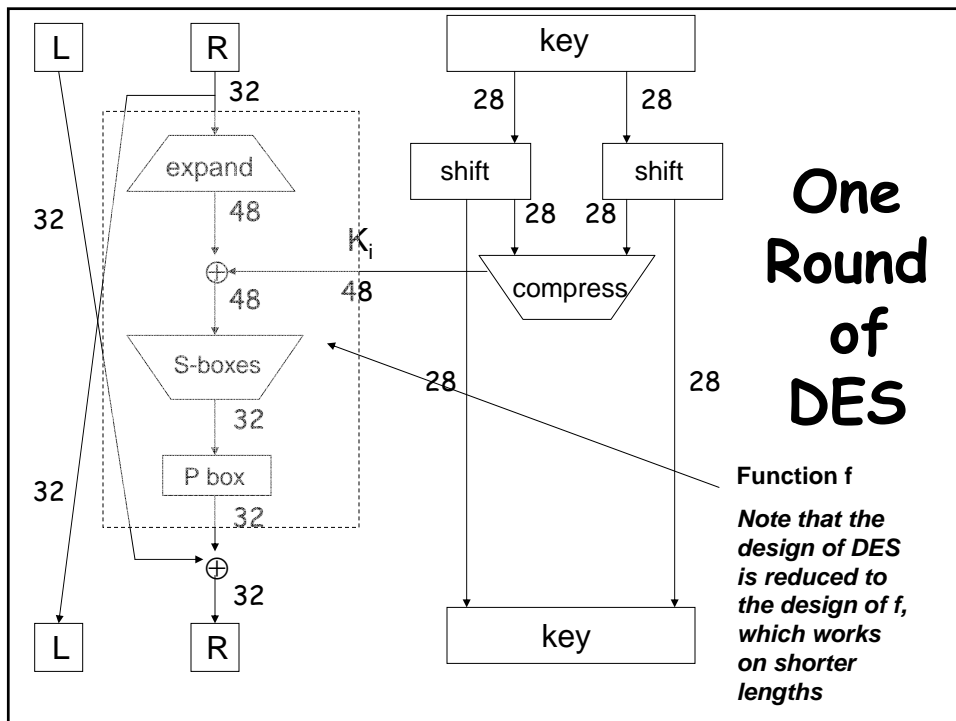 L
R
key
32
28
28
expand
shift
shift
48
28
28
32
K i
48
compress
48
S-boxes
28
28
32
P box
32
32
32
L
R
key
One
Round
of
DES
Function f
Note that the
design of DES
is reduced to
the design of f,
which works
on shorter
lengths